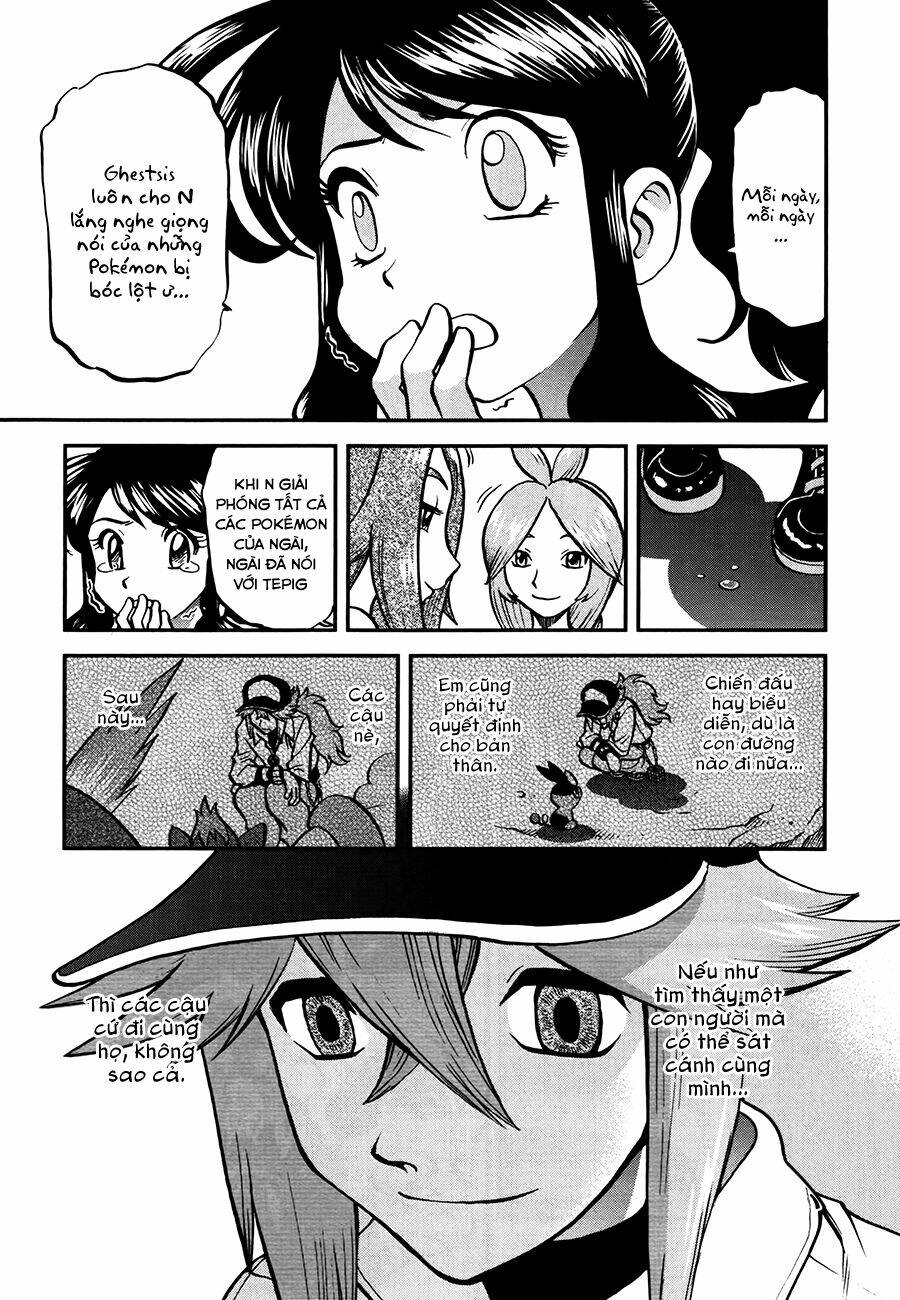 Mỗi ngày,
mỗi ngày
...
Ghestsis
luôn cho N
lắng nghe giọng
nói của những
Pokémon bị
bóc lột ư...
KHI N GIẢI
PHÓNG TẤT CẢ
CÁC POKÉMON
CỦA NGÀI,
NGÀI ĐÃ NÓI
VỚI TEPIG
Chiến đấu
hay biểu
diễn, dù là
con đường
nào đi nữa...
Em cũng
phải tự
quyết định
cho bản
thân.
Các
cậu
nè,
Sau
này...
Nếu như
tìm thấy một
con người mà
có thể sát
cánh cùng
mình...
Thì các cậu
cứ đi cùng
họ, không
sao cả.